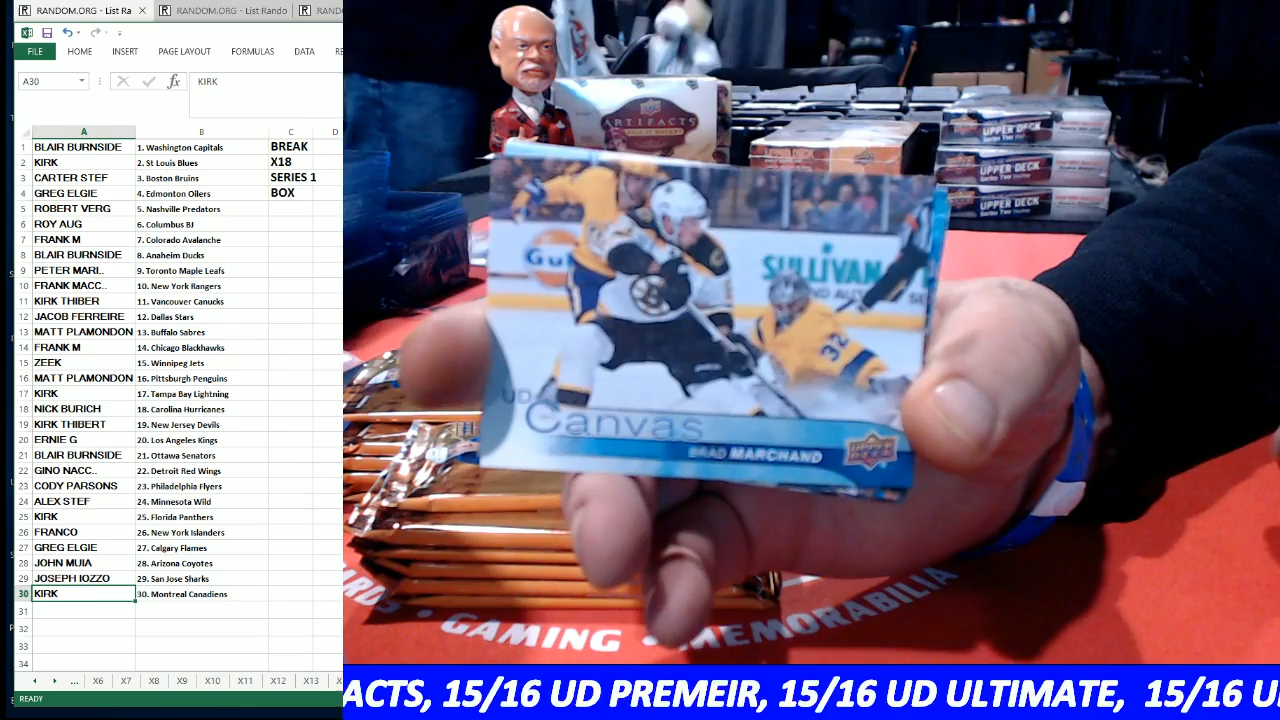 RANDOM.ORG - List Ra × RANDOM.ORG - List Rando RANDO
FILE HOME INSERT PAGE LAYOUT FORMULAS DATA RE
A30 fx KIRK
A B C D
1 BLAIR BURNSIDE 1. Washington Capitals BREAK
2 KIRK 2. St Louis Blues X18
3 CARTER STEF 3. Boston Bruins SERIES 1
4 GREG ELGIE 4. Edmonton Oilers BOX
5 ROBERT VERG 5. Nashville Predators
6 ROY AUG 6. Columbus BJ
7 FRANK M 7. Colorado Avalanche
8 BLAIR BURNSIDE 8. Anaheim Ducks
9 PETER MARI.. 9. Toronto Maple Leafs
10 FRANK MACC.. 10. New York Rangers
11 KIRK THIBER 11. Vancouver Canucks
12 JACOB FERREIRE 12. Dallas Stars
13 MATT PLAMONDON 13. Buffalo Sabres
14 FRANK M 14. Chicago Blackhawks
15 ZEEK 15. Winnipeg Jets
16 MATT PLAMONDON 16. Pittsburgh Penguins
17 KIRK 17. Tampa Bay Lightning
18 NICK BURICH 18. Carolina Hurricanes
19 KIRK THIBERT 19. New Jersey Devils
20 ERNIE G 20. Los Angeles Kings
21 BLAIR BURNSIDE 21. Ottawa Senators
22 GINO NACC.. 22. Detroit Red Wings
23 CODY PARSONS 23. Philadelphia Flyers
24 ALEX STEF 24. Minnesota Wild
25 KIRK 25. Florida Panthers
26 FRANCO 26. New York Islanders
27 GREG ELGIE 27. Calgary Flames
28 JOHN MUIA 28. Arizona Coyotes
29 JOSEPH IOZZO 29. San Jose Sharks
30 KIRK 30. Montreal Canadiens
31
32
33
34
... X6 X7 X8 X9 X10 X11 X12 X13 X
READY
ARTIFACTS
UPPER DECK
UPPER DECK
UPPER DECK
Gu
SULLIVAN
32
UD
Canvas
BRAD MARCHAND
UPPER DECK
• GAMING • MEMORABILIA
ACTS, 15/16 UD PREMEIR, 15/16 UD ULTIMATE, 15/16 U